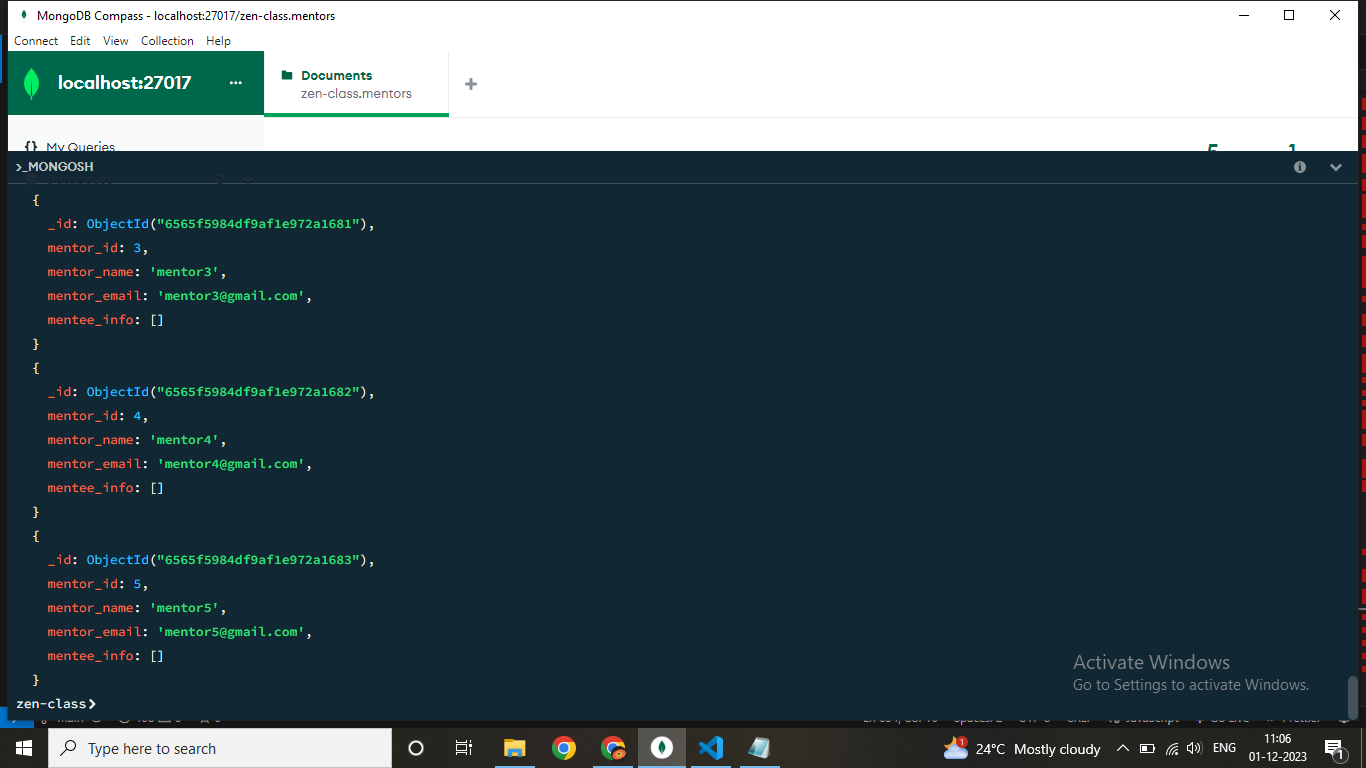 MongoDB Compass - localhost:27017/zen-class.mentors
Connect Edit View Collection Help
localhost:27017 ...
Documents
zen-class.mentors
{} My Queries
5 1
>_MONGOSH
{
_id: ObjectId("6565f5984df9af1e972a1681"),
mentor_id: 3,
mentor_name: 'mentor3',
mentor_email: 'mentor3@gmail.com',
mentee_info: []
}
{
_id: ObjectId("6565f5984df9af1e972a1682"),
mentor_id: 4,
mentor_name: 'mentor4',
mentor_email: 'mentor4@gmail.com',
mentee_info: []
}
{
_id: ObjectId("6565f5984df9af1e972a1683"),
mentor_id: 5,
mentor_name: 'mentor5',
mentor_email: 'mentor5@gmail.com',
mentee_info: []
}
Activate Windows
Go to Settings to activate Windows.
zen-class>
Type here to search
24°C Mostly cloudy
ENG
11:06
01-12-2023
1
1